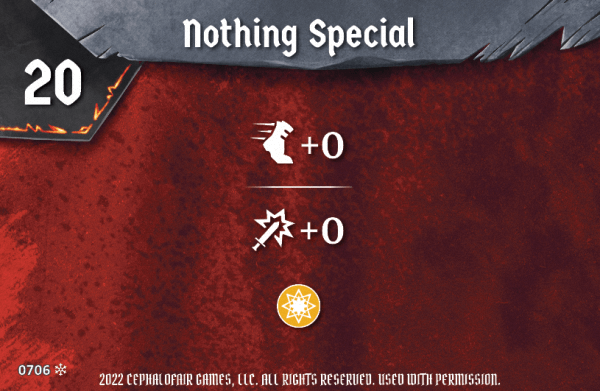 Nothing Special
20
+0
+0
0706
2022 CEPHALOFAIR GAMES, LLC. ALL RIGHTS RESERVED. USED WITH PERMISSION.